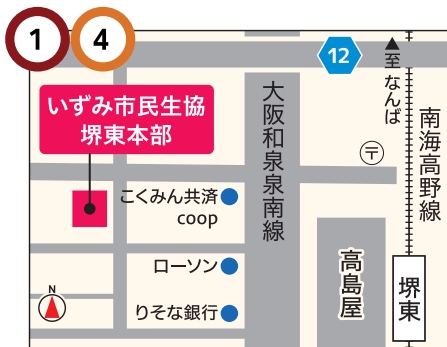 1
4
12
至なんば
いずみ市民生協
堺東本部
大阪和泉泉南線
南海高野線
〒
こくみん共済
coop
ローソン
高島屋
堺東
りそな銀行
N